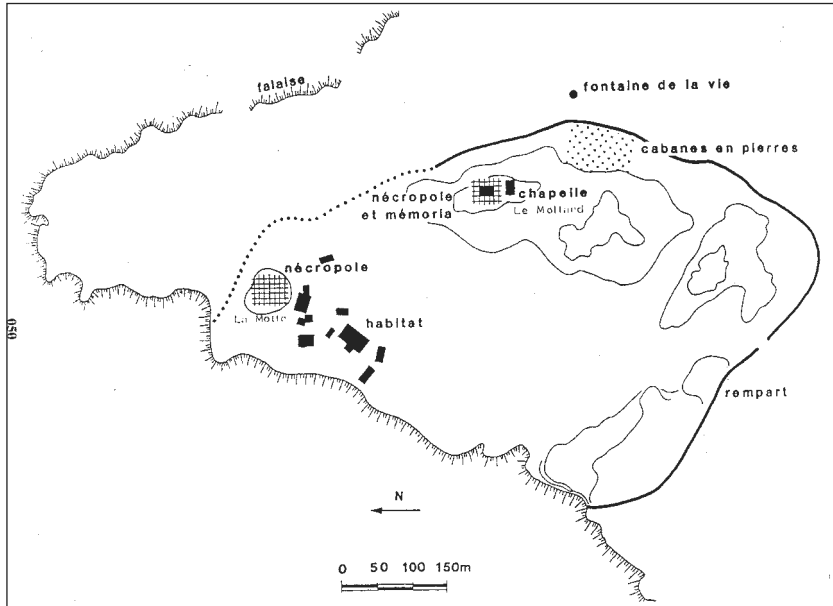 falaise
fontaine de la vie
cabanes en pierres
nécropole
et mémoria
chapelle
Le Mollard
nécropole
La Motte
habitat
050
rempart
N
0 50 100 150m